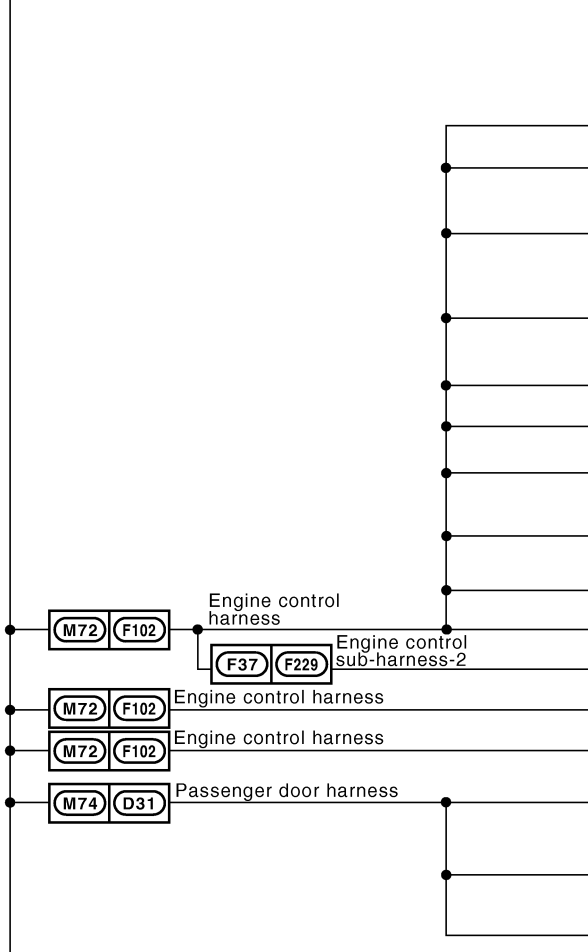 Engine control
harness
M72 F102
Engine control
sub-harness-2
F37 F229
Engine control harness
M72 F102
Engine control harness
M72 F102
Passenger door harness
M74 D31